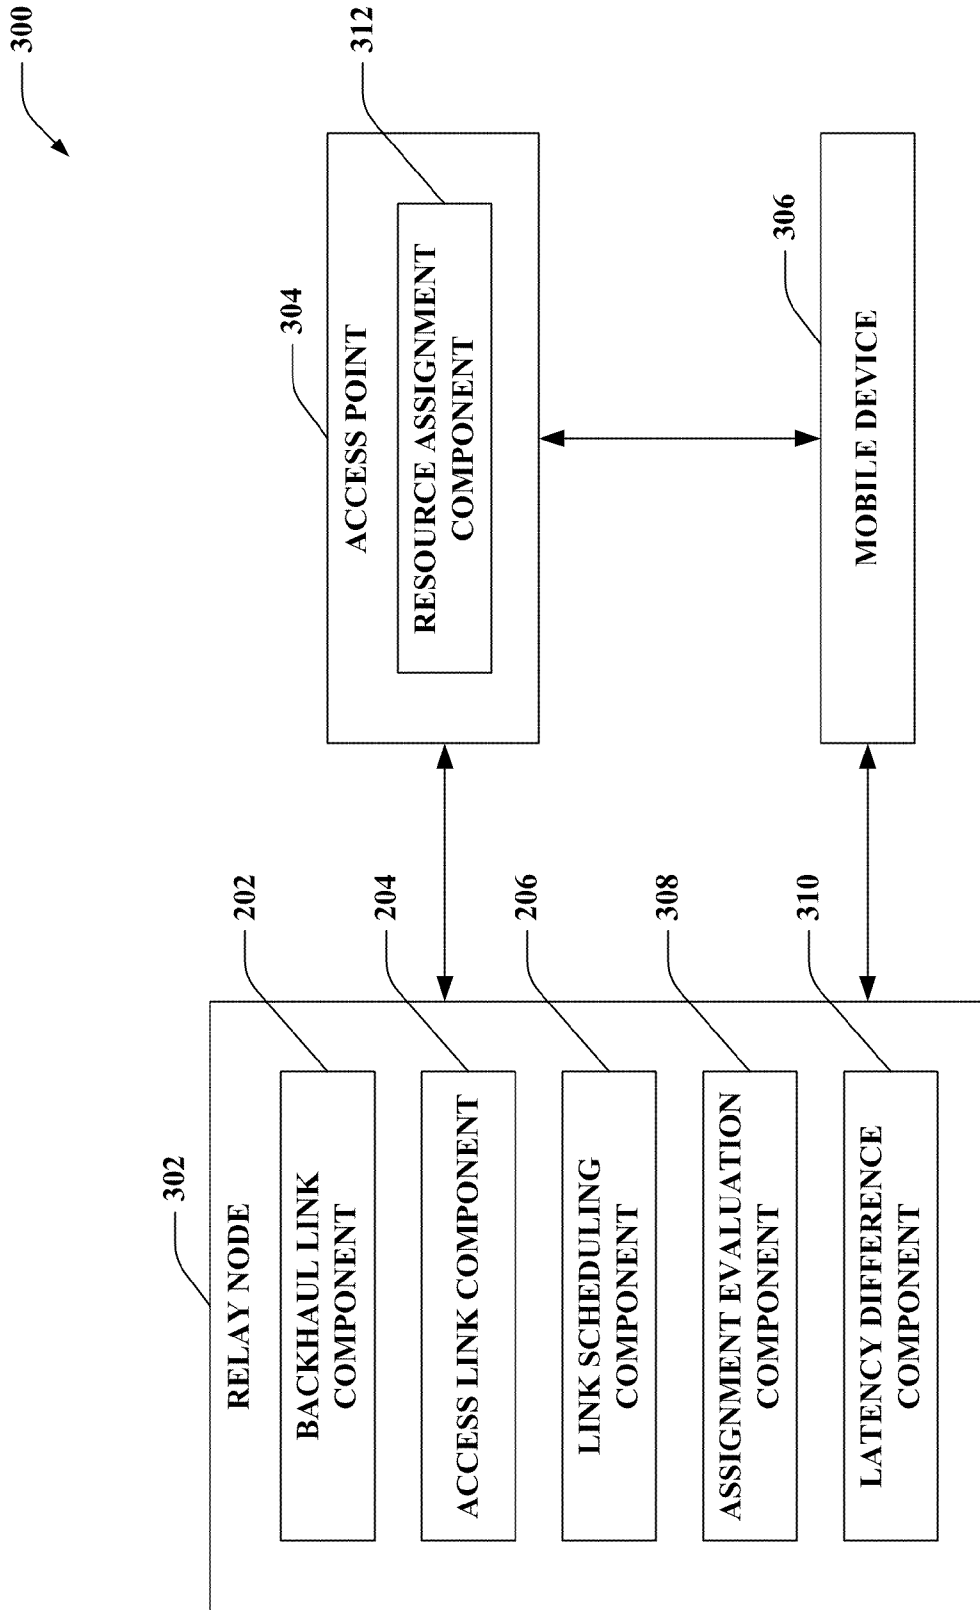 300
302
RELAY NODE
202
BACKHAUL LINK
COMPONENT
204
ACCESS LINK COMPONENT
206
LINK SCHEDULING
COMPONENT
308
ASSIGNMENT EVALUATION
COMPONENT
310
LATENCY DIFFERENCE
COMPONENT
304
ACCESS POINT
312
RESOURCE ASSIGNMENT
COMPONENT
306
MOBILE DEVICE